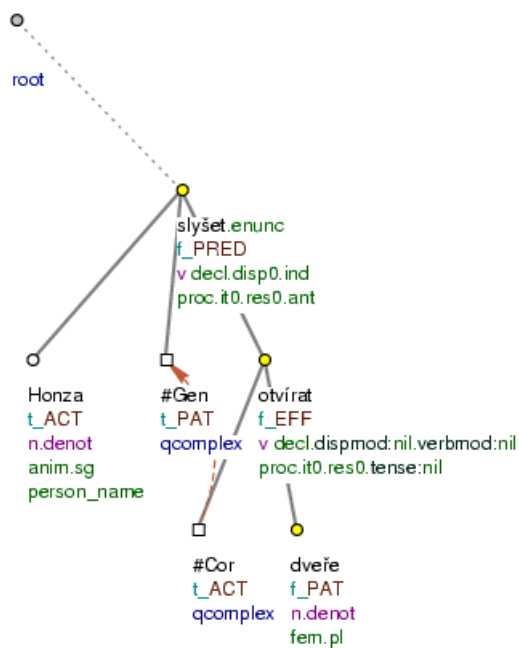 root
slyšet.enunc
f_PRED
v decl.disp0.ind
proc.it0.res0.ant
Honza
t_ACT
n.denot
anim.sg
person_name
#Gen
t_PAT
qcomplex
otvírat
f_EFF
v decl.dispmod:nil.verbmod:nil
proc.it0.res0.tense:nil
#Cor
t_ACT
qcomplex
dveře
f_PAT
n.denot
fem.pl